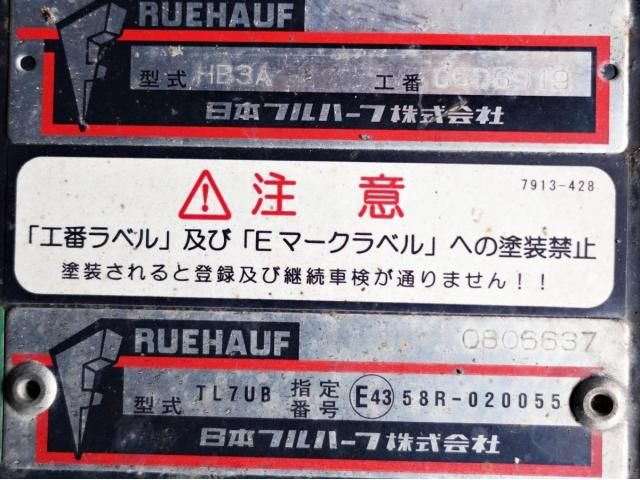 RUEHAUF
型式 HB3A 工番
日本フルハーフ株式会社
注意 7913-428
「工番ラベル」及び「Eマークラベル」への塗装禁止
塗装されると登録及び継続車検が通りません!!
RUEHAUF 0806637
型式 TL7UB 指定番号 E43 58R-020055
日本フルハーフ株式会社